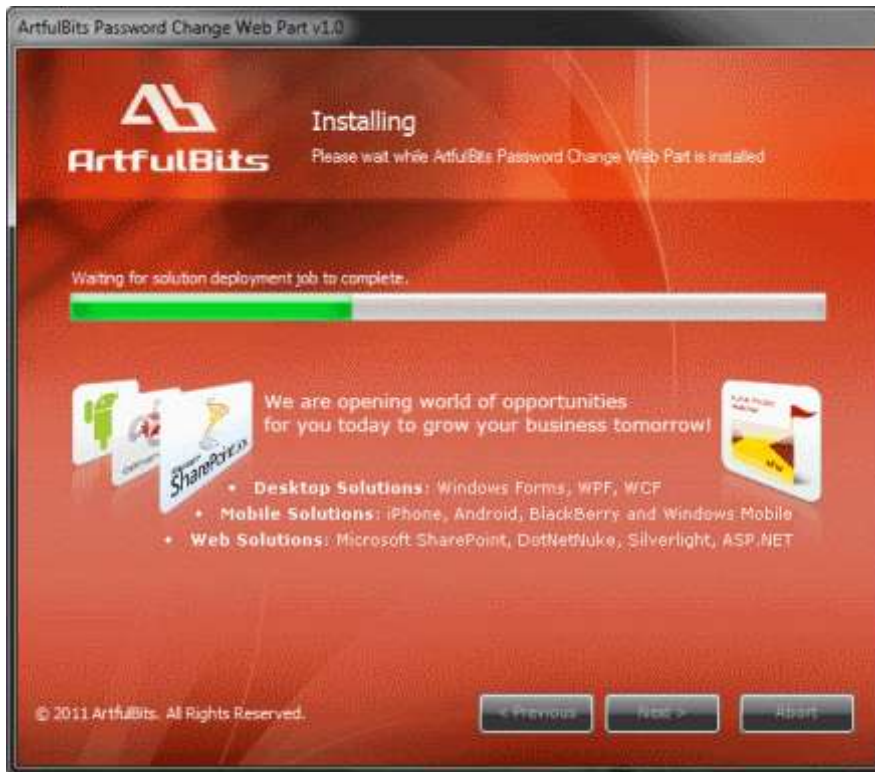 ArtfulBits Password Change Web Part v1.0
ArtfulBits
Installing
Please wait while ArtfulBits Password Change Web Part is installed
Waiting for solution deployment job to complete.
We are opening world of opportunities
for you today to grow your business tomorrow!
SharePoint
• Desktop Solutions: Windows Forms, WPF, WCF
• Mobile Solutions: iPhone, Android, BlackBerry and Windows Mobile
• Web Solutions: Microsoft SharePoint, DotNetNuke, Silverlight, ASP.NET
© 2011 ArtfulBits. All Rights Reserved.
< Previous
Next >
Abort